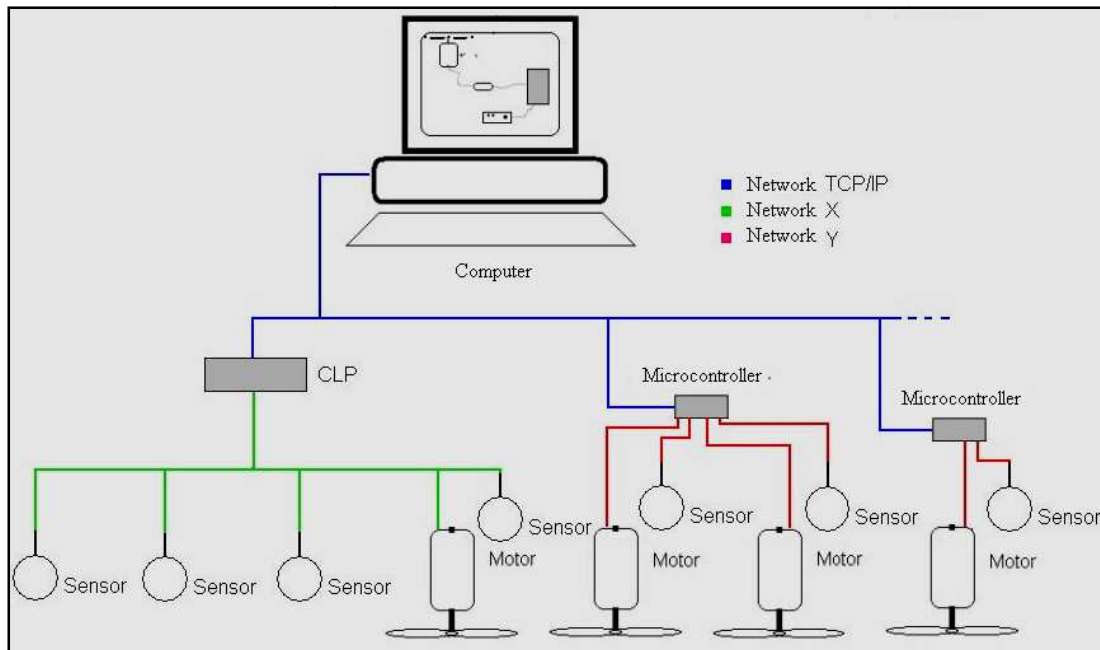 Network TCP/IP
Network X
Network Y
Computer
CLP
Microcontroller
Microcontroller
Sensor
Sensor
Sensor
Sensor
Motor
Sensor
Motor
Sensor
Motor
Sensor
Motor